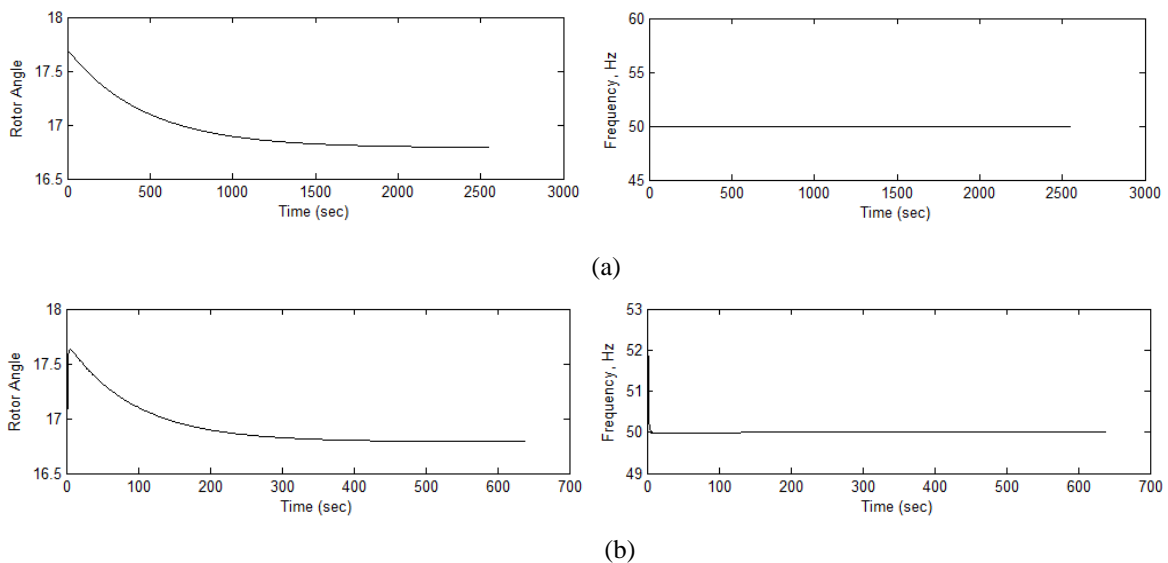 18
17.5
17
16.5
Rotor Angle
0 500 1000 1500 2000 2500 3000
Time (sec)
60
55
50
45
Frequency, Hz
0 500 1000 1500 2000 2500 3000
Time (sec)
(a)
18
17.5
17
16.5
Rotor Angle
0 100 200 300 400 500 600 700
Time (sec)
53
52
51
50
49
Frequency, Hz
0 100 200 300 400 500 600 700
Time (sec)
(b)